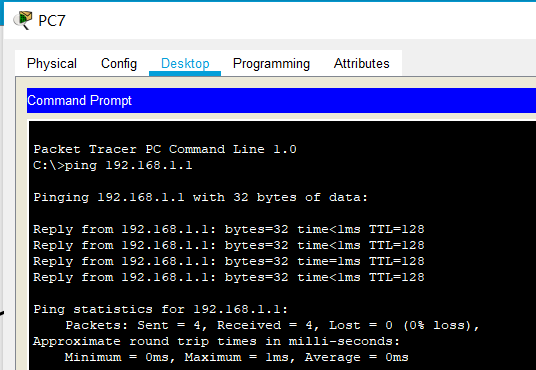 PC7
Physical Config Desktop Programming Attributes
Command Prompt
Packet Tracer PC Command Line 1.0
C:\>ping 192.168.1.1
Pinging 192.168.1.1 with 32 bytes of data:
Reply from 192.168.1.1: bytes=32 time<1ms TTL=128
Reply from 192.168.1.1: bytes=32 time<1ms TTL=128
Reply from 192.168.1.1: bytes=32 time=1ms TTL=128
Reply from 192.168.1.1: bytes=32 time<1ms TTL=128
Ping statistics for 192.168.1.1:
Packets: Sent = 4, Received = 4, Lost = 0 (0% loss),
Approximate round trip times in milli-seconds:
Minimum = 0ms, Maximum = 1ms, Average = 0ms